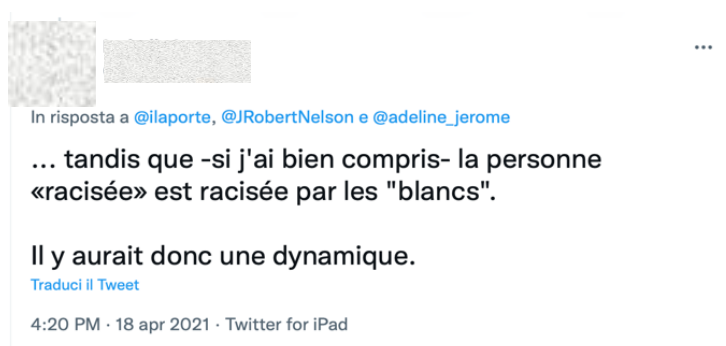 In risposta a @ilaporte, @JRobertNelson e @adeline_jerome
... tandis que -si j'ai bien compris- la personne
«racisée» est racisée par les "blancs".
Il y aurait donc une dynamique.
Traduci il Tweet
4:20 PM · 18 apr 2021 · Twitter for iPad